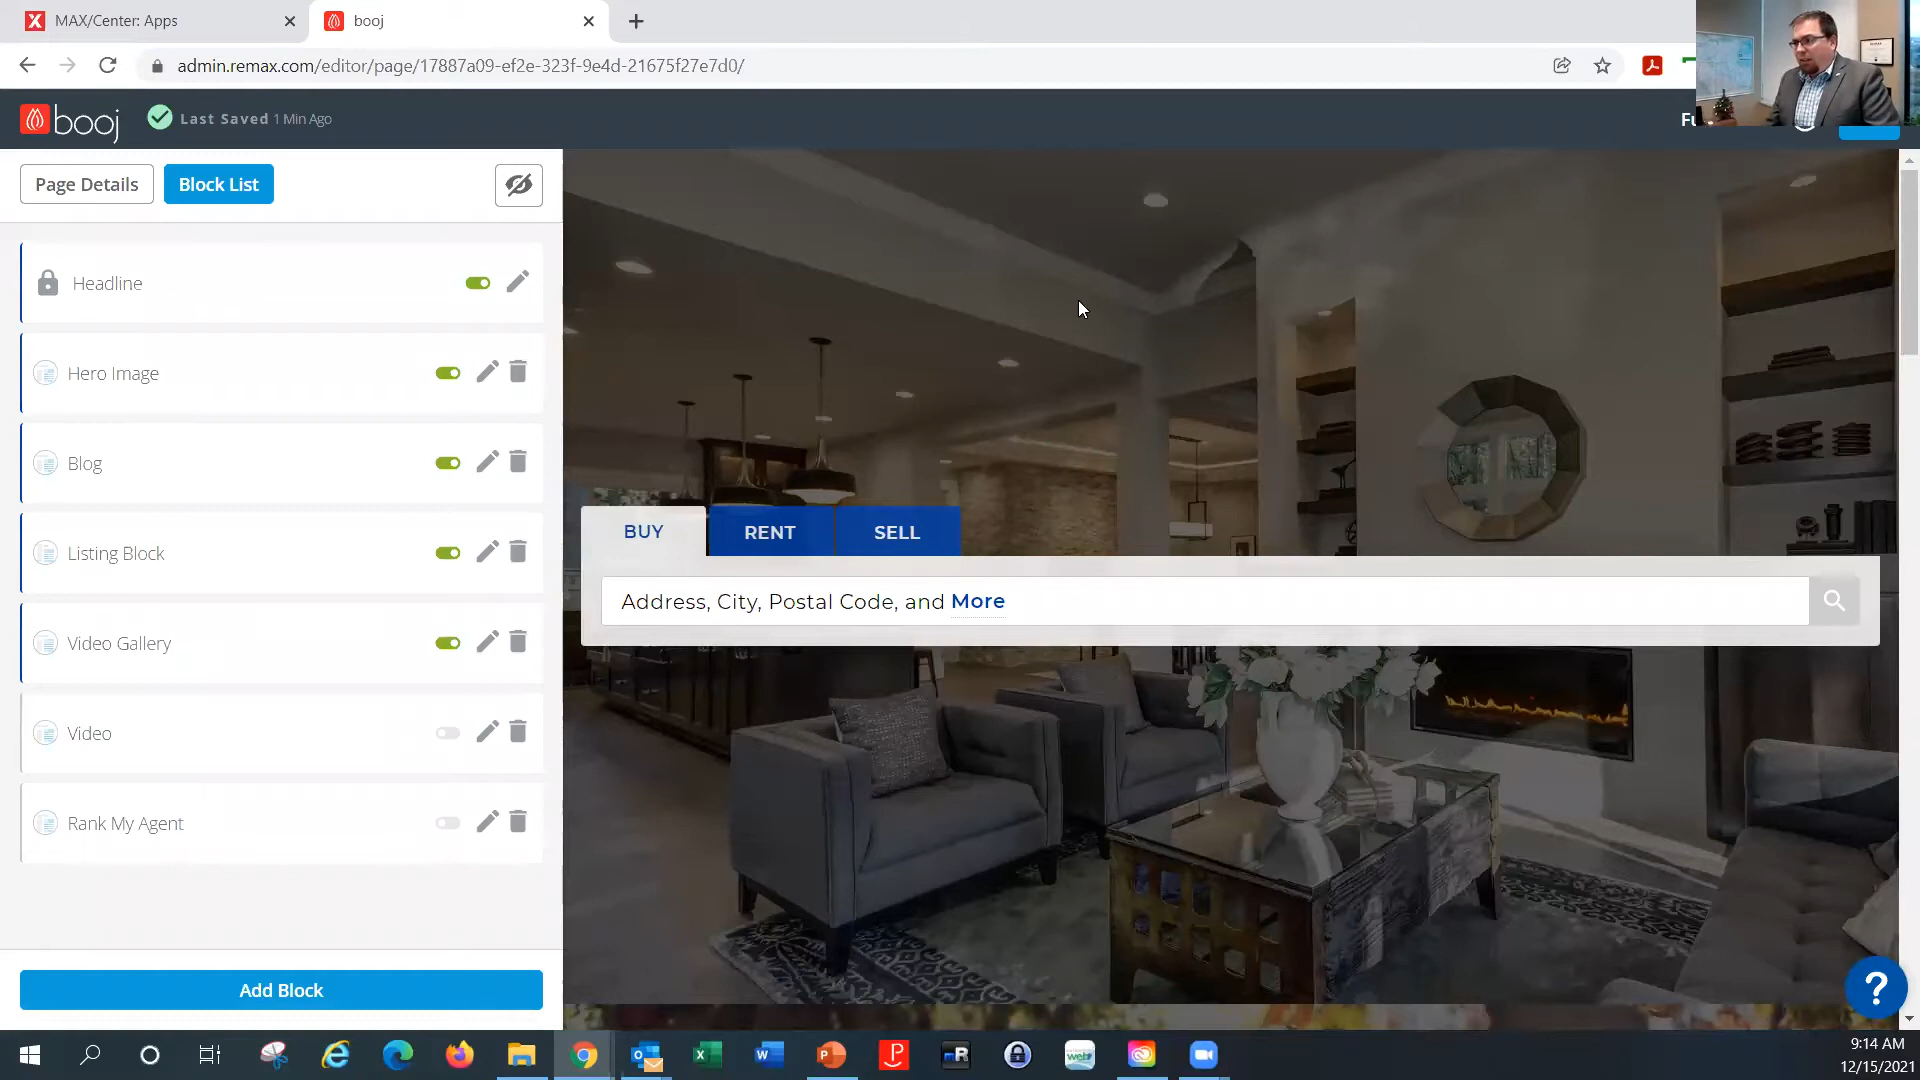 MAX/Center: Apps
booj
admin.remax.com/editor/page/17887a09-ef2e-323f-9e4d-21675f27e7d0/
booj
Last Saved 1 Min Ago
Page Details
Block List
Headline
Hero Image
Blog
Listing Block
Video Gallery
Video
Rank My Agent
Add Block
BUY
RENT
SELL
Address, City, Postal Code, and More
?
9:14 AM
12/15/2021